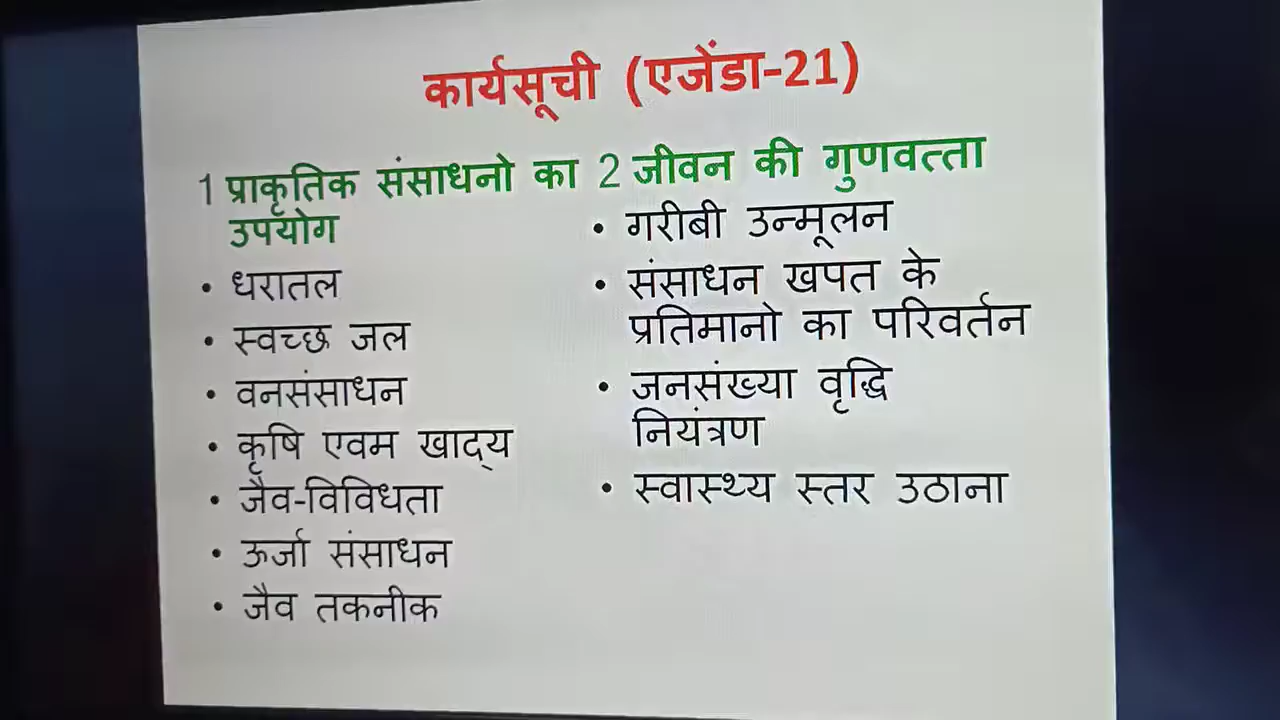 कार्यसूची (एजेंडा-21)
1 प्राकृतिक संसाधनो का
उपयोग
• धरातल
• स्वच्छ जल
• वनसंसाधन
• कृषि एवम खाद्य
• जैव-विविधता
• ऊर्जा संसाधन
• जैव तकनीक
2 जीवन की गुणवत्ता
• गरीबी उन्मूलन
• संसाधन खपत के
प्रतिमानो का परिवर्तन
• जनसंख्या वृद्धि
नियंत्रण
• स्वास्थ्य स्तर उठाना